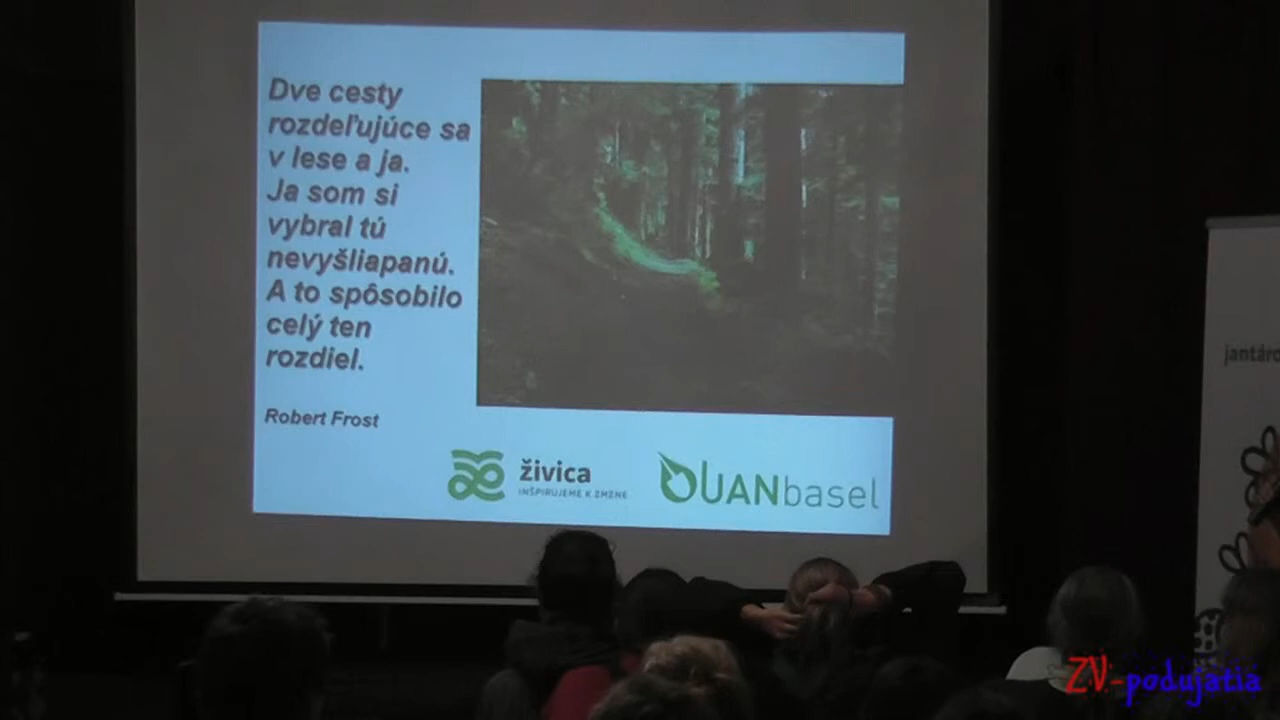 Dve cesty
rozdeľujúce sa
v lese a ja.
Ja som si
vybral tú
nevyšliapanú.
A to spôsobilo
celý ten
rozdiel.
Robert Frost
živica
INŠPIRUJEME K ZMENE
UANbasel
jantáro
ZV-podujatia